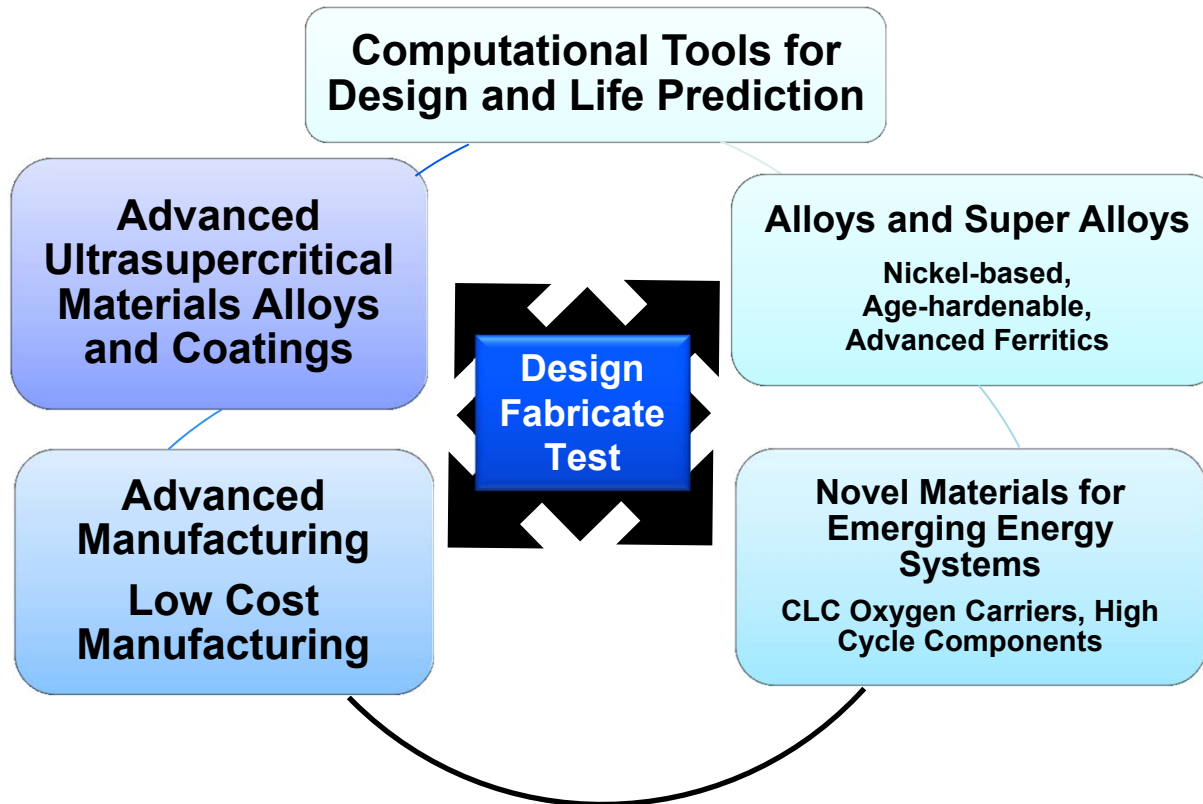 Computational Tools for
Design and Life Prediction
Advanced
Ultrasupercritical
Materials Alloys
and Coatings
Alloys and Super Alloys
Nickel-based,
Age-hardenable,
Advanced Ferritics
Design
Fabricate
Test
Advanced
Manufacturing
Low Cost
Manufacturing
Novel Materials for
Emerging Energy
Systems
CLC Oxygen Carriers, High
Cycle Components